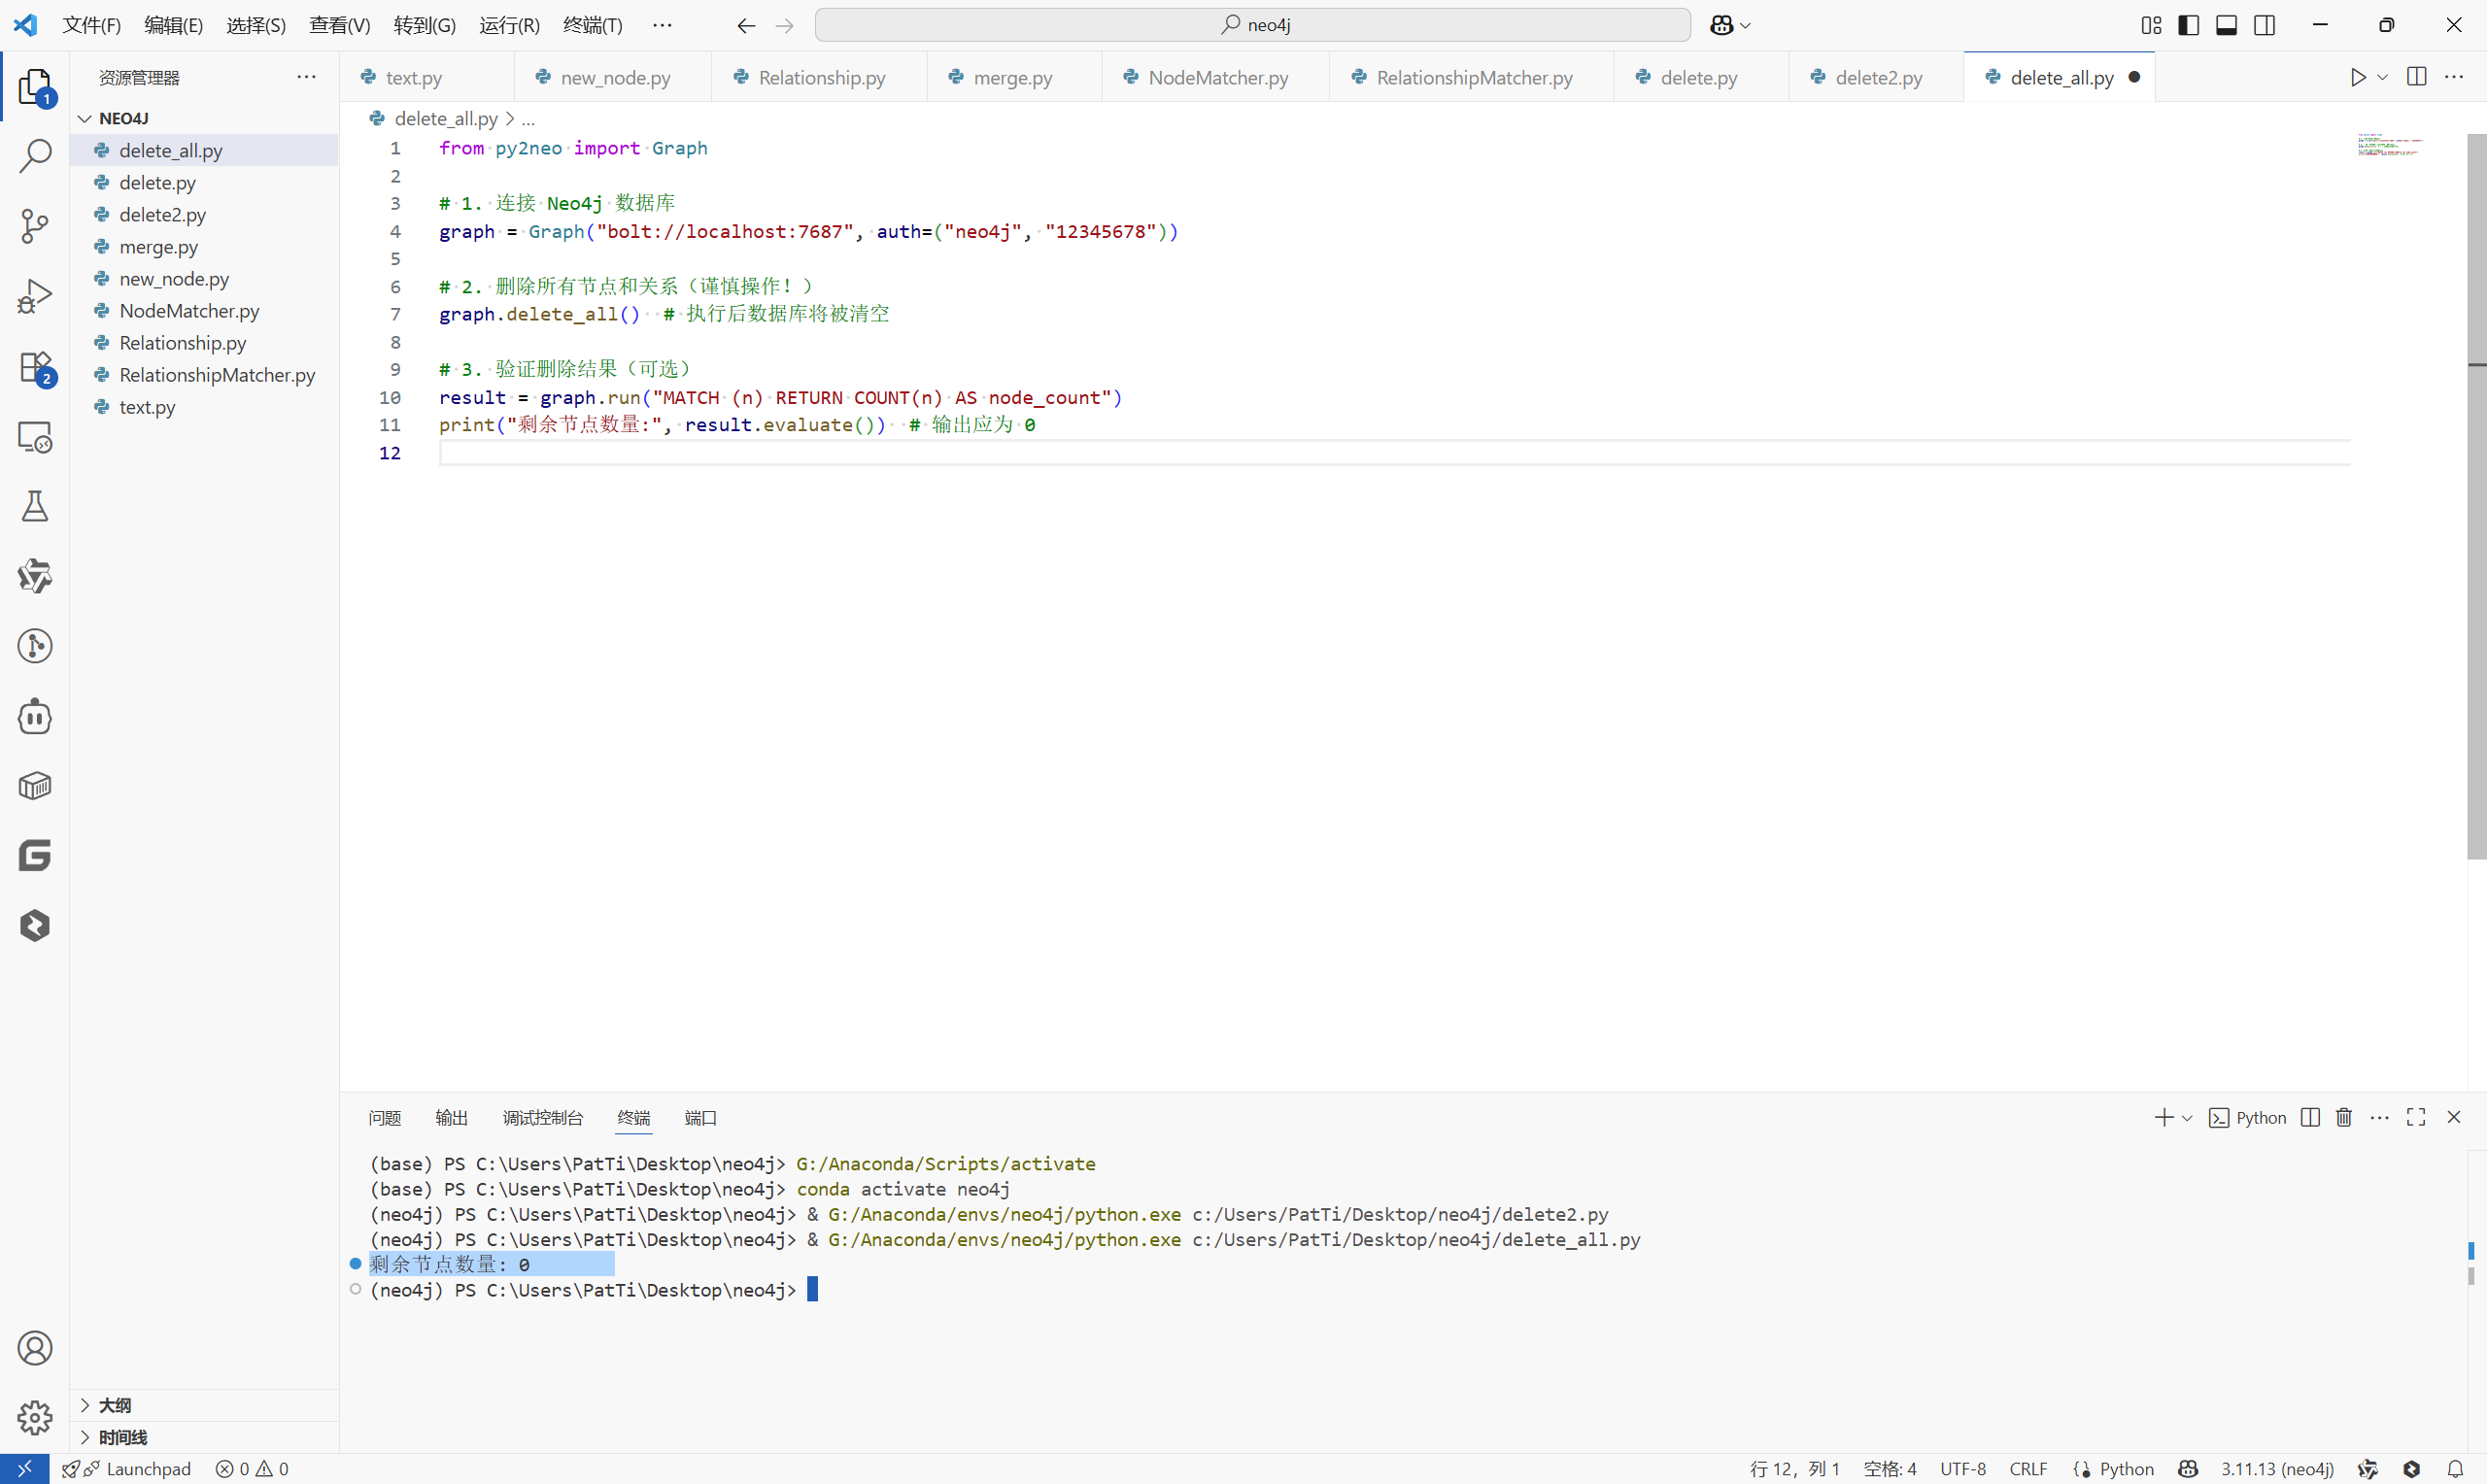 文件(F) 编辑(E) 选择(S) 查看(V) 转到(G) 运行(R) 终端(T) ··· neo4j
资源管理器 ···
text.py new_node.py Relationship.py merge.py NodeMatcher.py RelationshipMatcher.py delete.py delete2.py delete_all.py
NEO4J
delete_all.py
delete.py
delete2.py
merge.py
new_node.py
NodeMatcher.py
Relationship.py
RelationshipMatcher.py
text.py
1
2
delete_all.py > ...
1 from py2neo import Graph
2
3 # 1. 连接 Neo4j 数据库
4 graph = Graph("bolt://localhost:7687", auth=("neo4j", "12345678"))
5
6 # 2. 删除所有节点和关系（谨慎操作！）
7 graph.delete_all()  # 执行后数据库将被清空
8
9 # 3. 验证删除结果（可选）
10 result = graph.run("MATCH (n) RETURN COUNT(n) AS node_count")
11 print("剩余节点数量:", result.evaluate())  # 输出应为 0
12
问题 输出 调试控制台 终端 端口 Python ···
(base) PS C:\Users\PatTi\Desktop\neo4j> G:/Anaconda/Scripts/activate
(base) PS C:\Users\PatTi\Desktop\neo4j> conda activate neo4j
(neo4j) PS C:\Users\PatTi\Desktop\neo4j> & G:/Anaconda/envs/neo4j/python.exe c:/Users/PatTi/Desktop/neo4j/delete2.py
(neo4j) PS C:\Users\PatTi\Desktop\neo4j> & G:/Anaconda/envs/neo4j/python.exe c:/Users/PatTi/Desktop/neo4j/delete_all.py
剩余节点数量: 0
(neo4j) PS C:\Users\PatTi\Desktop\neo4j>
大纲
时间线
Launchpad 0 0 行 12，列 1 空格: 4 UTF-8 CRLF Python 3.11.13 (neo4j)